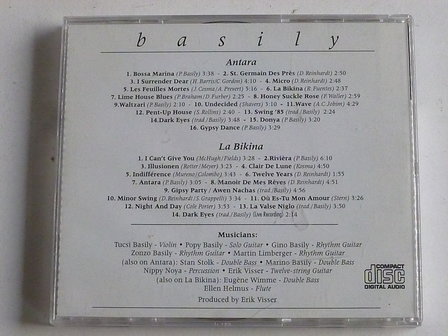 basily
Antara
1. Bossa Marina (P.Basily) 3:38 - 2. St. Germain Des Près (D.Reinhardt) 2:50
3. I Surrender Dear (H.Barris/C.Gordon) 4:10 - 4. Micro (D.Reinhardt) 2:18
5. Les Feuilles Mortes (J.Cosma/A.Prevert) 5:16 - 6. La Bikina (R.Fuentes) 2:37
7. Lime House Blues (P.Braham/D.Furber) 2:25 - 8. Honey Suckle Rose (F.Waller) 2:59
9.Waltzari (P.Basily) 2:10 - 10. Undecided (Shavers) 3:10 - 11.Wave (A.C.Jobim) 4:29
12. Pent-Up House (S.Rollins) 2:40 - 13. Swing '85 (trad./Basily) 2:48
14.Dark Eyes (trad./Basily) 3:48 - 15. Donya (P.Basily) 3:20
16. Gypsy Dance (P.Basily) 3:29
La Bikina
1. I Can't Give You (McHugh/Fields) 3:28 - 2.Rivièra (P.Basily) 6:10
3. Illusionen (Rotter/Meyer) 3:23 - 4. Clair De Lune (Kosma) 5:50
5. Indifférence (Mureno/Colombo) 3:43 - 6. Twelve Years (D.Reinhardt) 1:55
7. Antara (P.Basily) 8:05 - 8. Manoir De Mes Rêves (D.Reinhardt) 4:51
9. Gipsy Party / Awen Nachas (trad./Basily) 4:56
10. Minor Swing (D.Reinhardt/S.Grappelli) 3:34 - 11. Où Es-Tu Mon Amour (Stern) 3:26
12. Night And Day (Cole Porter) 3:53 - 13. La Valse Niglo (trad./Basily) 3:50
14. Dark Eyes (trad./Basily) (Live Recording) 2:14
Musicians:
Tucsi Basily - Violin • Popy Basily - Solo Guitar • Gino Basily - Rhythm Guitar
Zonzo Basily - Rhythm Guitar • Martin Limberger - Rhythm Guitar
(also on Antara): Stan Stolk - Double Bass • Marino Basily - Double Bass
Nippy Noya - Percussion • Erik Visser - Twelve-string Guitar
(also on La Bikina): Eugène Wimme - Double Bass
Ellen Helmus - Flute
Produced by Erik Visser
COMPACT
disc
DIGITAL AUDIO